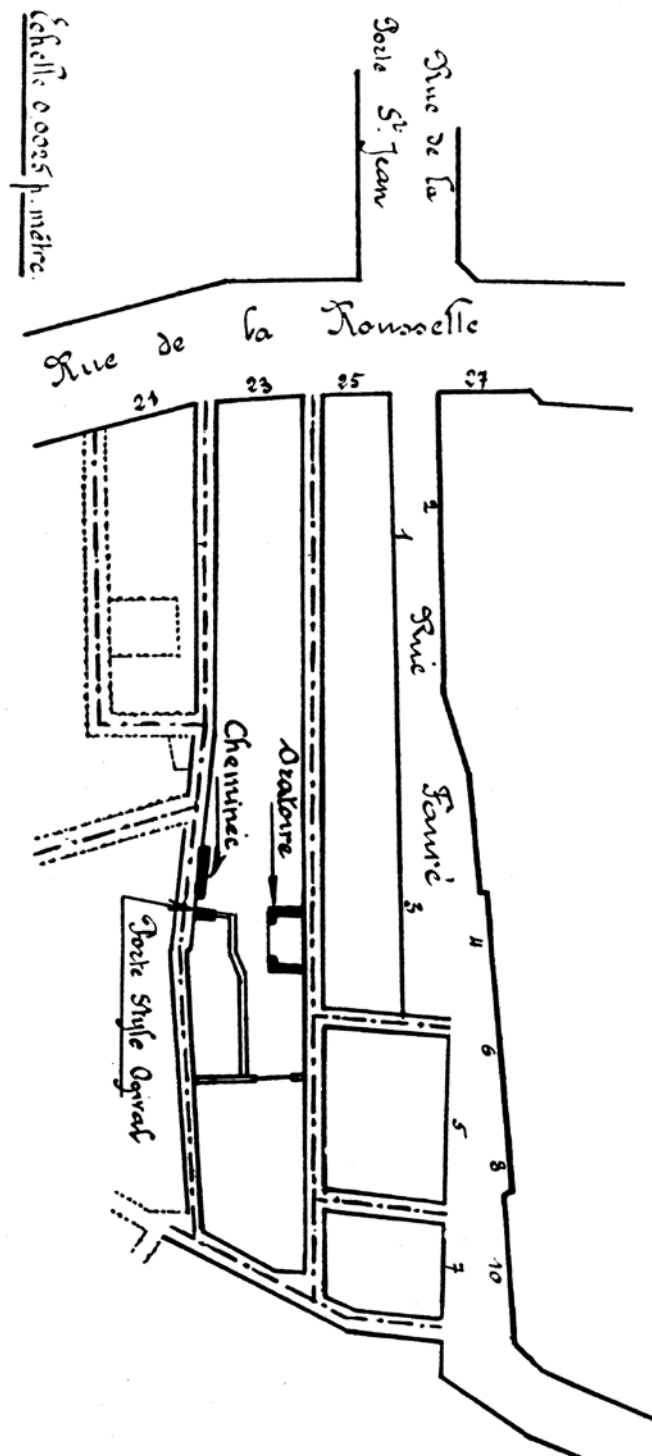 Echelle 0.0025 p. mètre.
Rue de la
Porte St. Jean
Rue de la Rousselle
21
23
25
27
2
1
Rue Fauré
Cheminée
Oratoire
3
4
Porte Style Ogival
6
5
8
7
10